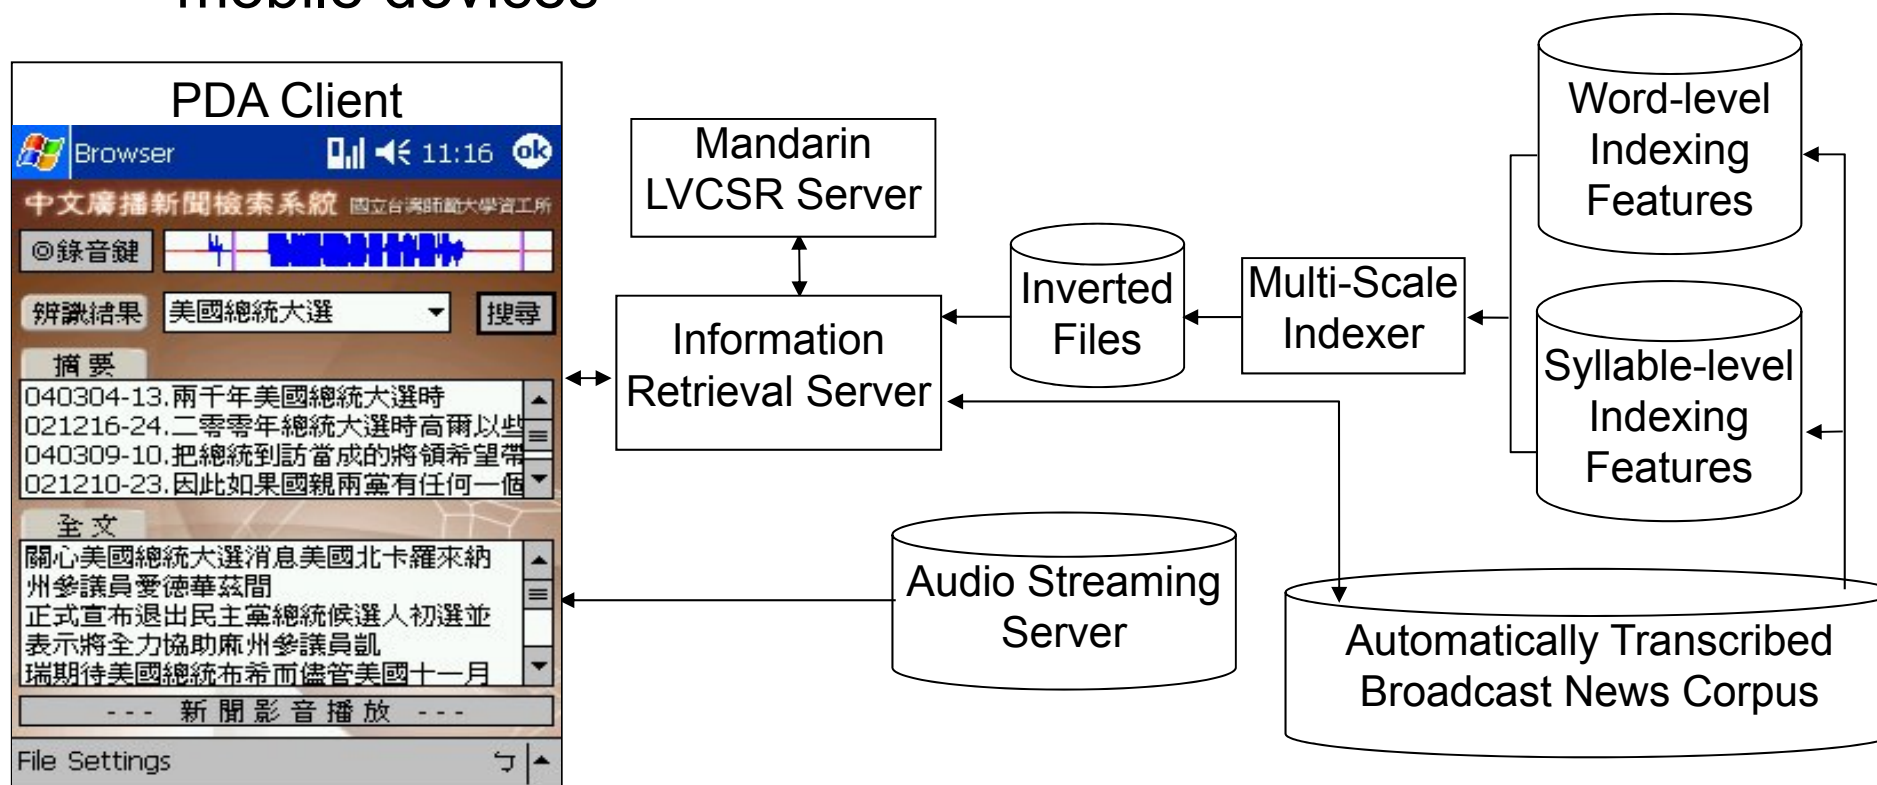 mobile devices
PDA Client
Browser 11:16 ok
中文廣播新聞檢索系統 國立台灣師範大學資工所
◎錄音鍵
辨識結果 美國總統大選 搜尋
摘要
040304-13.兩千年美國總統大選時
021216-24.二零零年總統大選時高爾以些
040309-10.把總統到訪當成的將領希望帶
021210-23.因此如果國親兩黨有任何一個
全文
關心美國總統大選消息美國北卡羅來納
州參議員愛德華茲間
正式宣布退出民主黨總統候選人初選並
表示將全力協助麻州參議員凱
瑞期待美國總統布希而儘管美國十一月
--- 新聞影音播放 ---
File Settings ㄅ
Mandarin
LVCSR Server
Information
Retrieval Server
Inverted
Files
Multi-Scale
Indexer
Word-level
Indexing
Features
Syllable-level
Indexing
Features
Audio Streaming
Server
Automatically Transcribed
Broadcast News Corpus